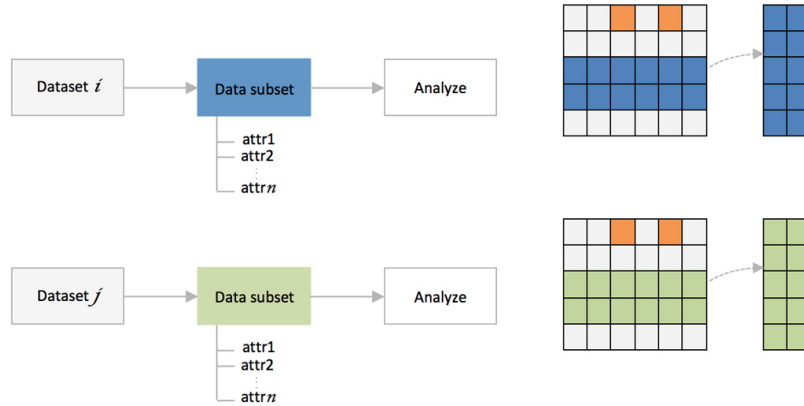 Dataset i
Data subset
Analyze
attr1
attr2
attrn
Dataset j
Data subset
Analyze
attr1
attr2
attrn